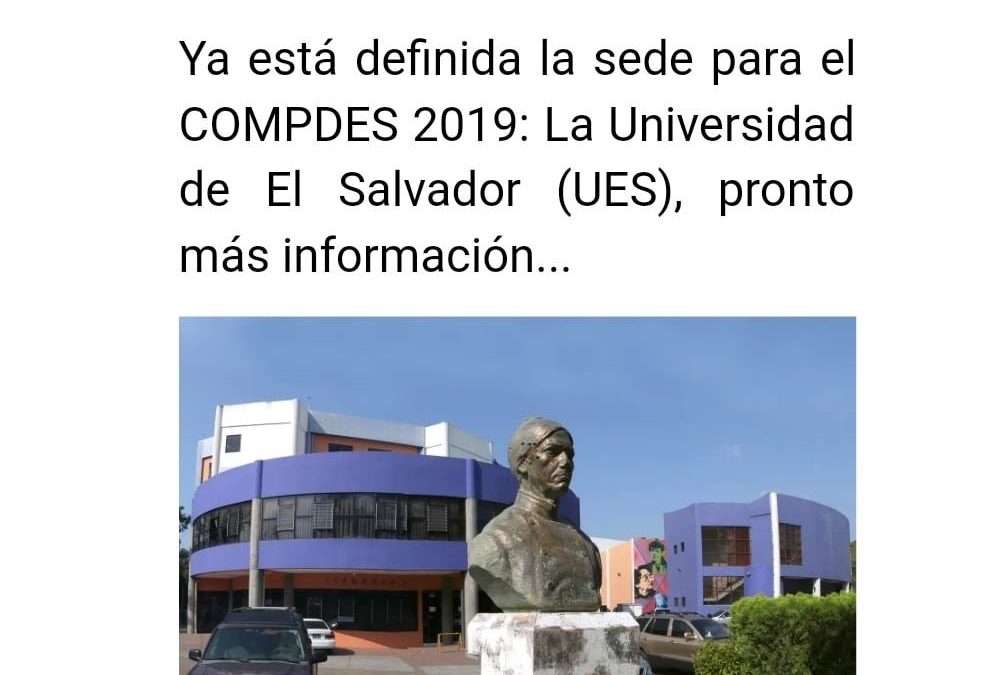 Ya está definida la sede para el
COMPDES 2019: La Universidad
de El Salvador (UES), pronto
más información...